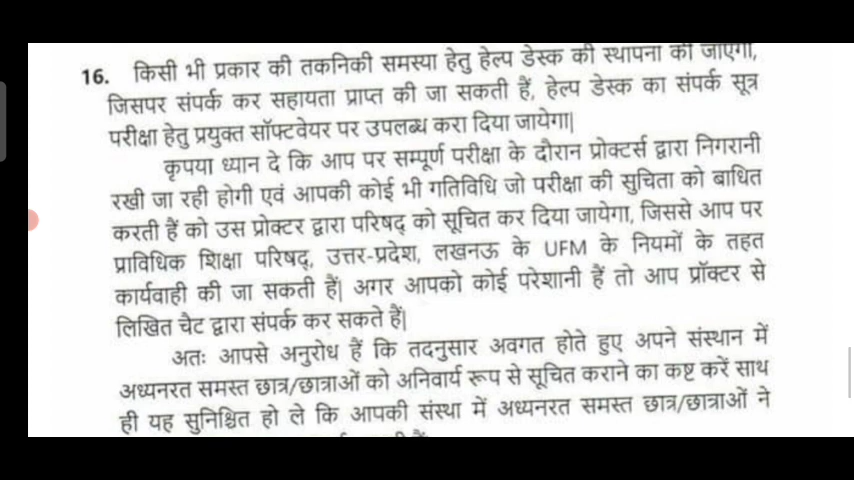 16. किसी भी प्रकार की तकनिकी समस्या हेतु हेल्प डेस्क की स्थापना की जाएगी,
जिसपर संपर्क कर सहायता प्राप्त की जा सकती हैं, हेल्प डेस्क का संपर्क सूत्र
परीक्षा हेतु प्रयुक्त सॉफ्टवेयर पर उपलब्ध करा दिया जायेगा|
कृपया ध्यान दे कि आप पर सम्पूर्ण परीक्षा के दौरान प्रोक्टर्स द्वारा निगरानी
रखी जा रही होगी एवं आपकी कोई भी गतिविधि जो परीक्षा की सुचिता को बाधित
करती हैं को उस प्रोक्टर द्वारा परिषद् को सूचित कर दिया जायेगा, जिससे आप पर
प्राविधिक शिक्षा परिषद्, उत्तर-प्रदेश, लखनऊ के UFM के नियमों के तहत
कार्यवाही की जा सकती हैं| अगर आपको कोई परेशानी हैं तो आप प्रॉक्टर से
लिखित चैट द्वारा संपर्क कर सकते हैं|
अतः आपसे अनुरोध हैं कि तदनुसार अवगत होते हुए अपने संस्थान में
अध्यनरत समस्त छात्र/छात्राओं को अनिवार्य रूप से सूचित कराने का कष्ट करें साथ
ही यह सुनिश्चित हो ले कि आपकी संस्था में अध्यनरत समस्त छात्र/छात्राओं ने